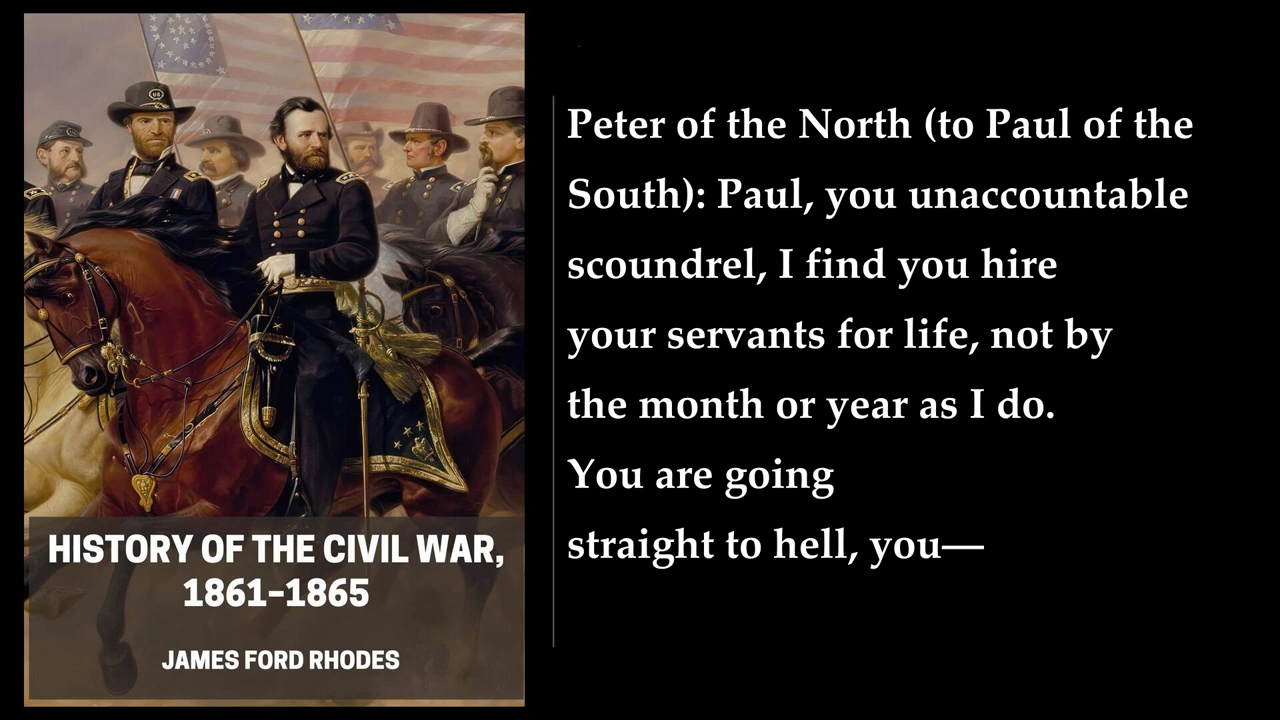 HISTORY OF THE CIVIL WAR,
1861–1865
JAMES FORD RHODES
Peter of the North (to Paul of the
South): Paul, you unaccountable
scoundrel, I find you hire
your servants for life, not by
the month or year as I do.
You are going
straight to hell, you—